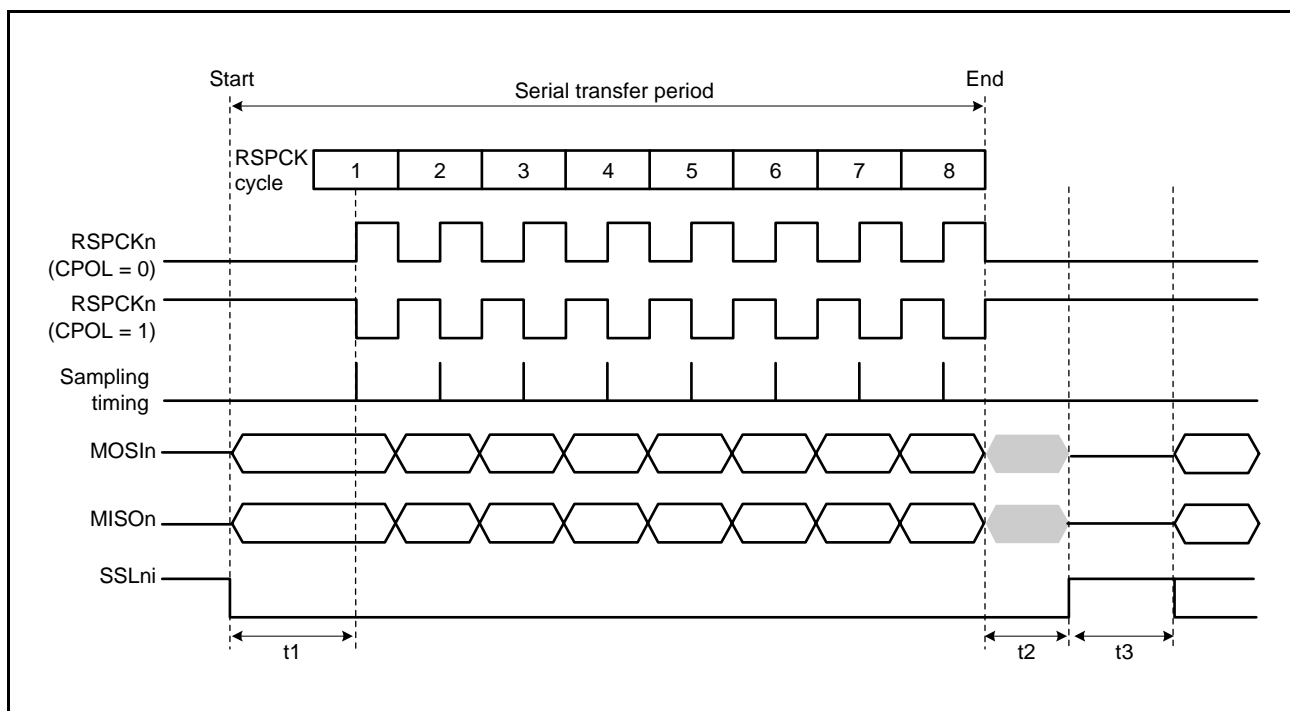 Start
End
Serial transfer period
RSPCK
cycle
1 2 3 4 5 6 7 8
RSPCKn
(CPOL = 0)
RSPCKn
(CPOL = 1)
Sampling
timing
MOSIn
MISOn
SSLni
t1
t2
t3